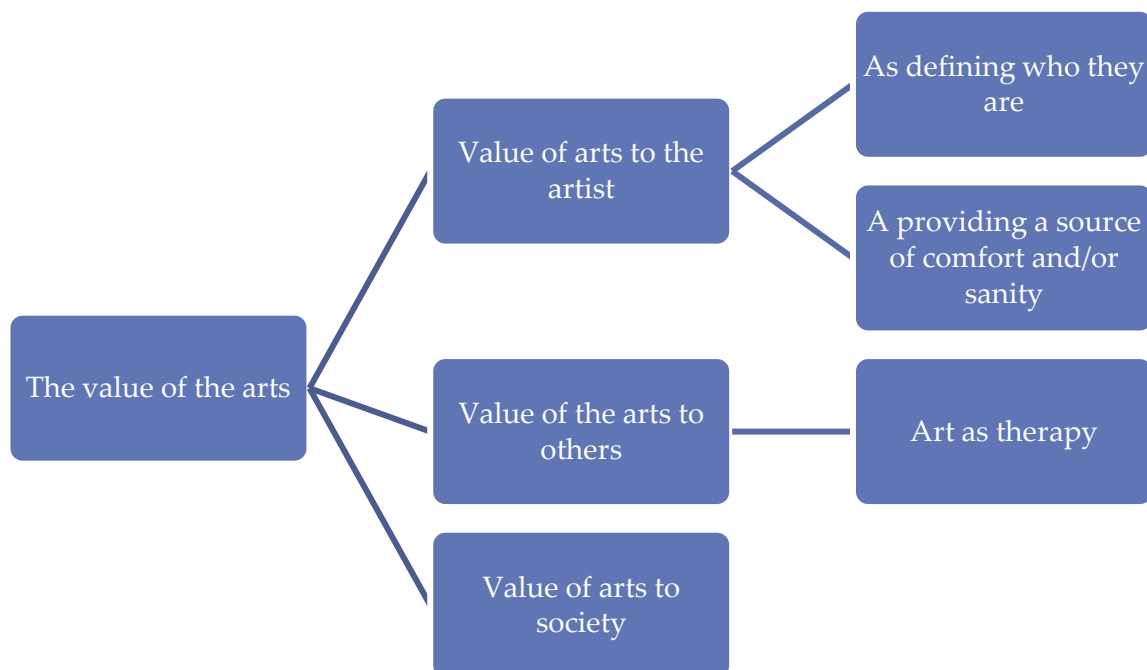 The value of the arts
Value of arts to the
artist
As defining who they
are
A providing a source
of comfort and/or
sanity
Value of the arts to
others
Art as therapy
Value of arts to
society